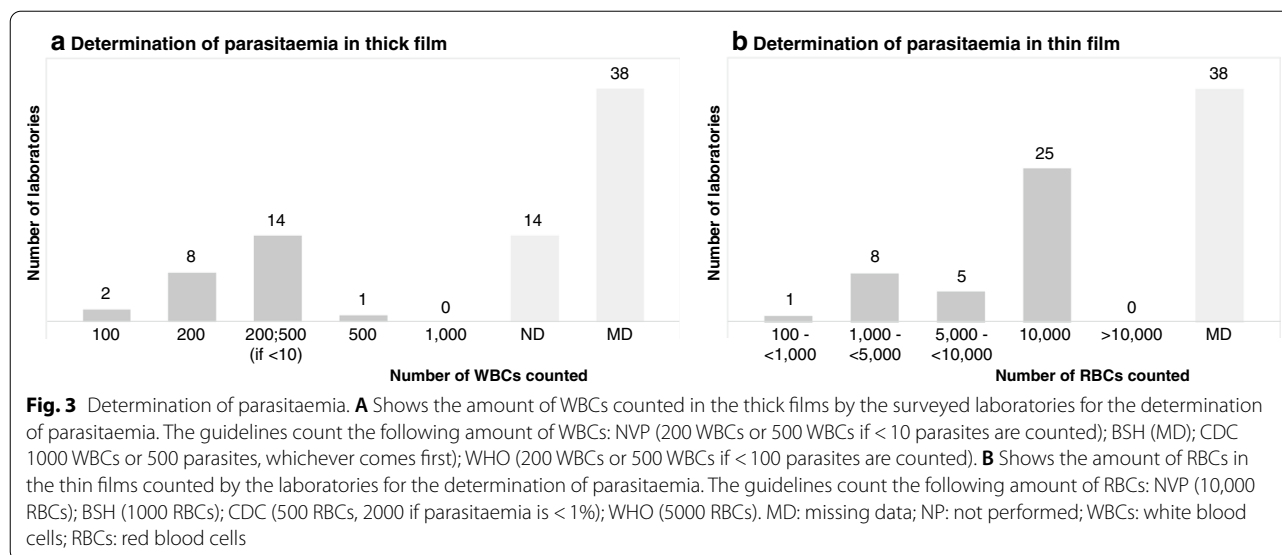 a Determination of parasitaemia in thick film
Number of laboratories
2
8
14
1
0
14
38
100
200
200;500
(if <10)
500
1,000
ND
MD
Number of WBCs counted
b Determination of parasitaemia in thin film
Number of laboratories
1
8
5
25
0
38
100 -
<1,000
1,000 -
<5,000
5,000 -
<10,000
10,000
>10,000
MD
Number of RBCs counted
Fig. 3 Determination of parasitaemia. A Shows the amount of WBCs counted in the thick films by the surveyed laboratories for the determination
of parasitaemia. The guidelines count the following amount of WBCs: NVP (200 WBCs or 500 WBCs if < 10 parasites are counted); BSH (MD); CDC
1000 WBCs or 500 parasites, whichever comes first); WHO (200 WBCs or 500 WBCs if < 100 parasites are counted). B Shows the amount of RBCs in
the thin films counted by the laboratories for the determination of parasitaemia. The guidelines count the following amount of RBCs: NVP (10,000
RBCs); BSH (1000 RBCs); CDC (500 RBCs, 2000 if parasitaemia is < 1%); WHO (5000 RBCs). MD: missing data; NP: not performed; WBCs: white blood
cells; RBCs: red blood cells